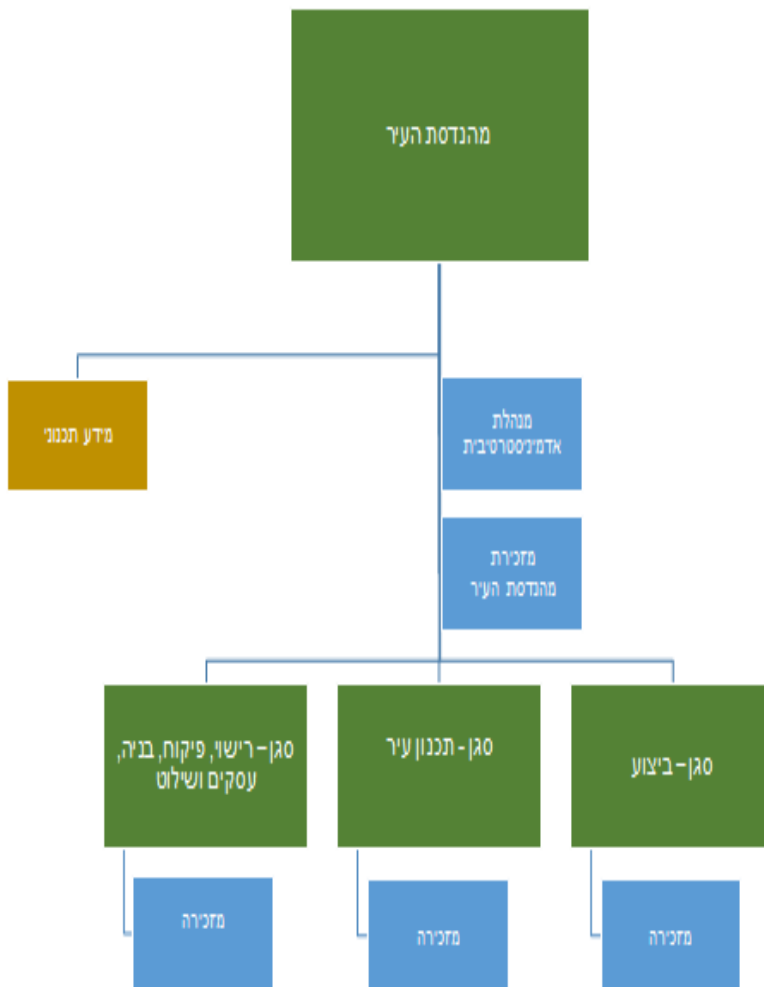 מהנדסת העיר
מנהלת
אדמיניסטרטיבית
מידע תכנוני
מזכירת
מהנדסת העיר
סגן – ביצוע
סגן - תכנון עיר
סגן – רישוי, פיקוח, בניה,
עסקים ושילוט
מזכירה
מזכירה
מזכירה